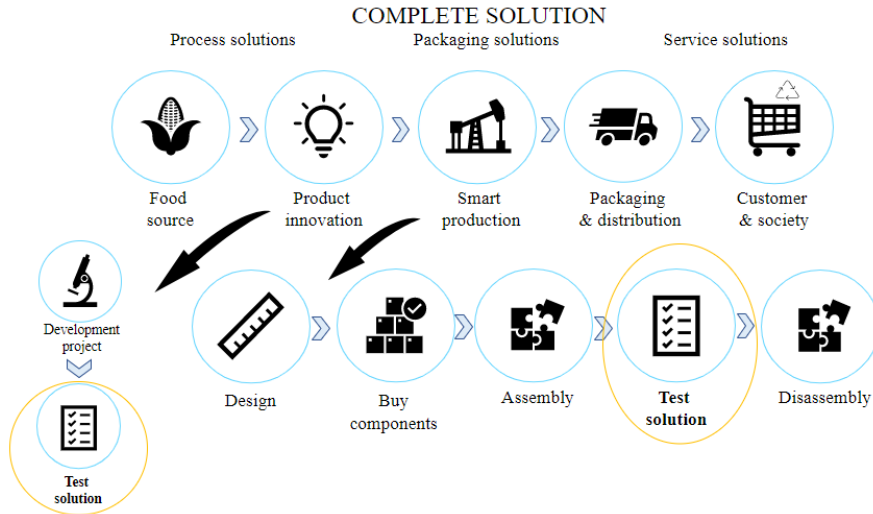 COMPLETE SOLUTION
Process solutions
Packaging solutions
Service solutions
Food
source
Product
innovation
Smart
production
Packaging
& distribution
Customer
& society
Development
project
Test
solution
Design
Buy
components
Assembly
Test
solution
Disassembly